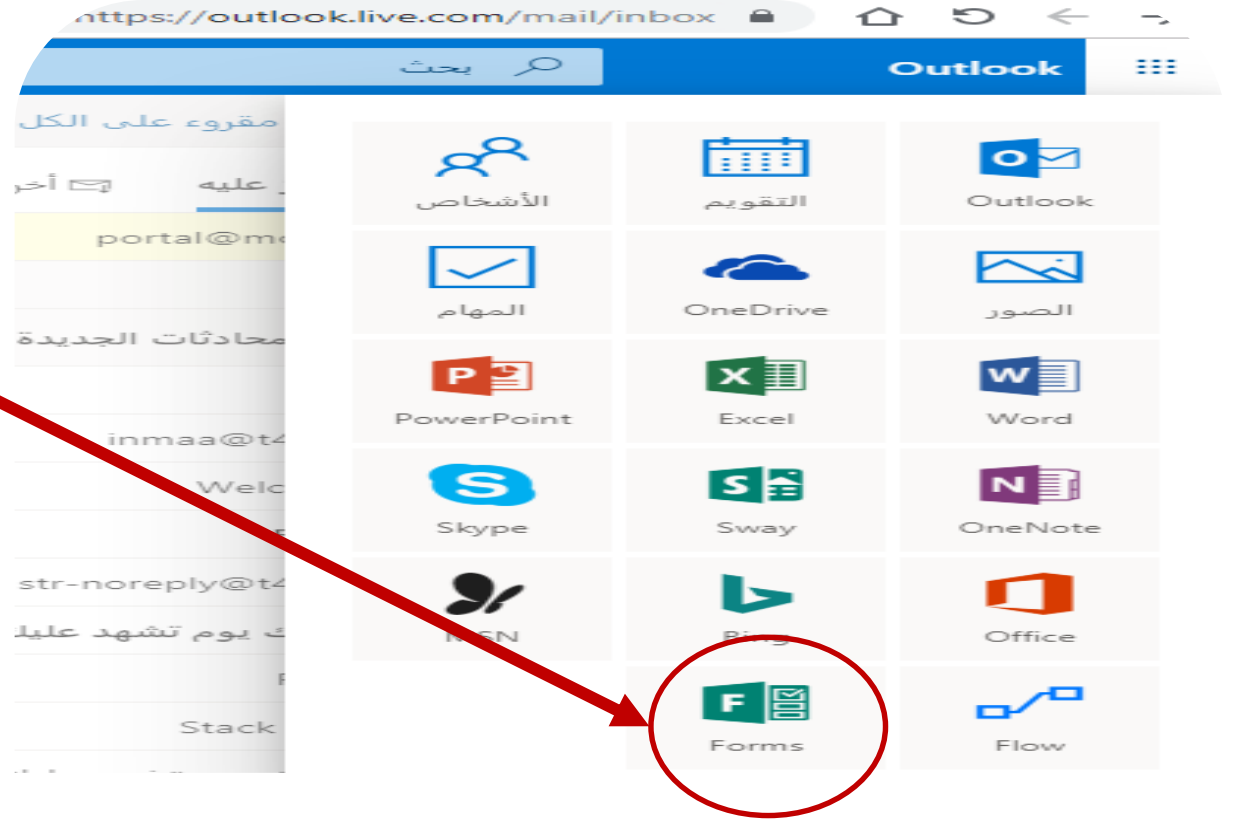 https://outlook.live.com/mail/inbox
Outlook
بحث
مقروء على الكل
Outlook
التقويم
الأشخاص
الصور
OneDrive
المهام
Word
Excel
PowerPoint
OneNote
Sway
Skype
Office
Bing
MSN
Flow
Forms
عليه
أخر
portal@m
محادثات الجديدة
inmaa@t4
Welc
str-noreply@t4
ك يوم تشهد عليك
Stack